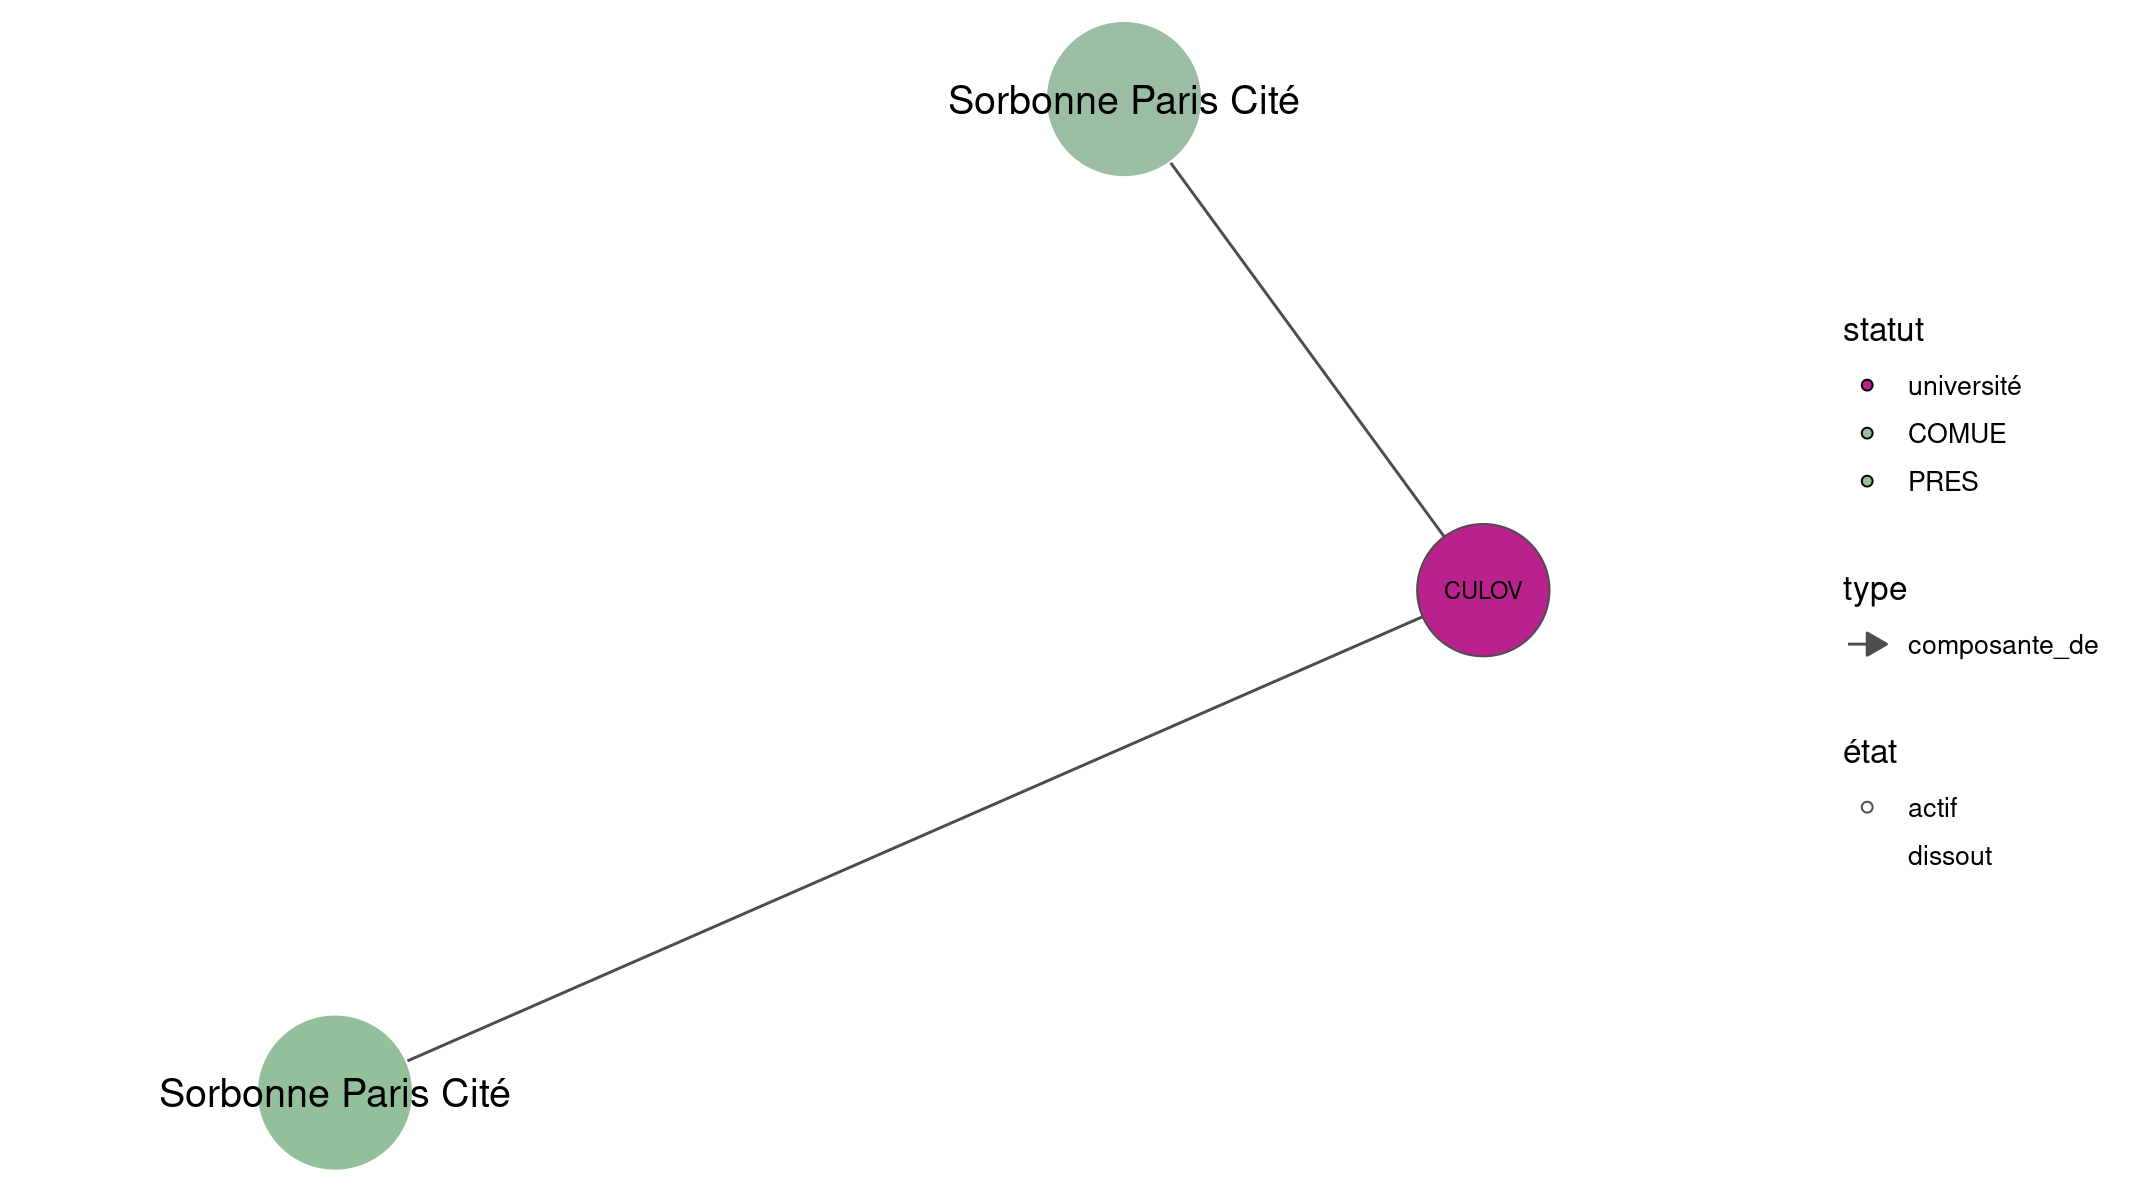 Sorbonne Paris Cité
statut
université
COMUE
PRES
type
CULOV
composante_de
état
actif
dissout
Sorbonne Paris Cité